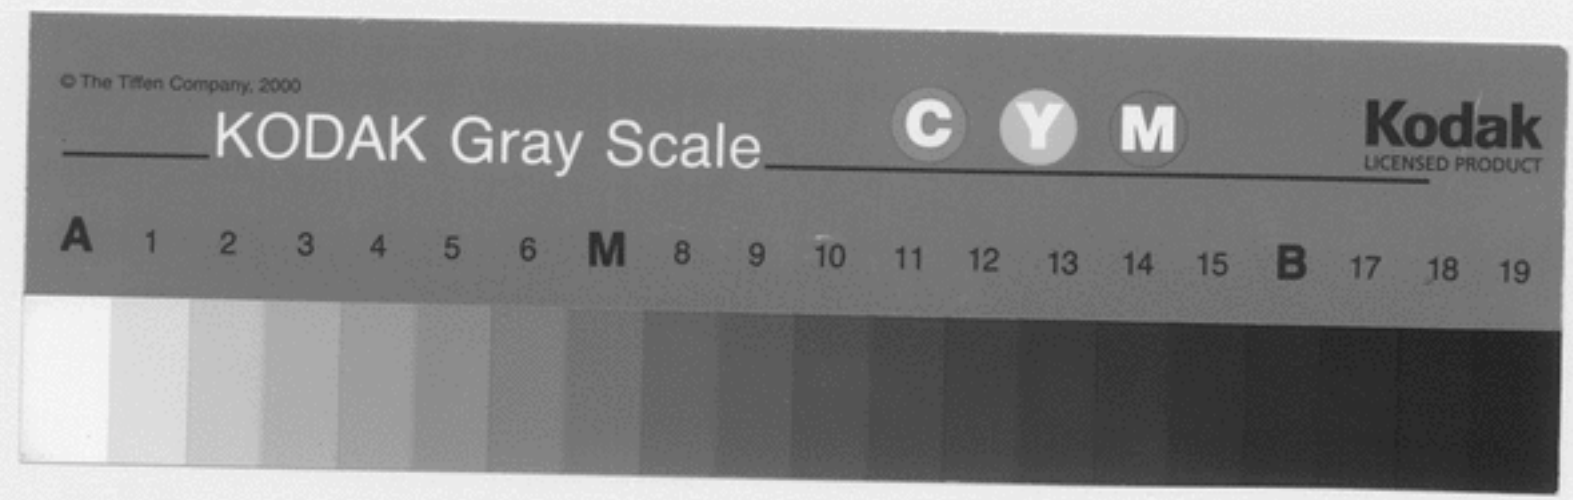 © The Tiffen Company, 2000
KODAK Gray Scale
C Y M
Kodak
LICENSED PRODUCT
A 1 2 3 4 5 6 M 8 9 10 11 12 13 14 15 B 17 18 19